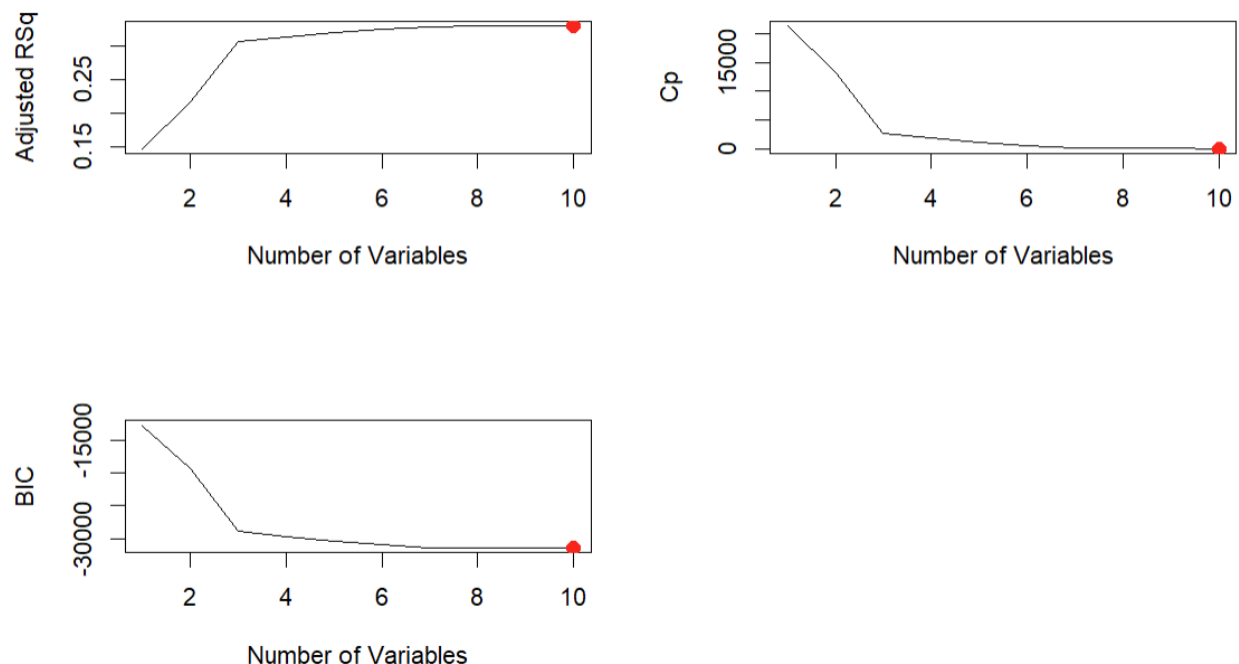 Adjusted RSq
0.25
0.15
2 4 6 8 10
Number of Variables
Cp
15000
0
2 4 6 8 10
Number of Variables
BIC
-15000
-30000
2 4 6 8 10
Number of Variables